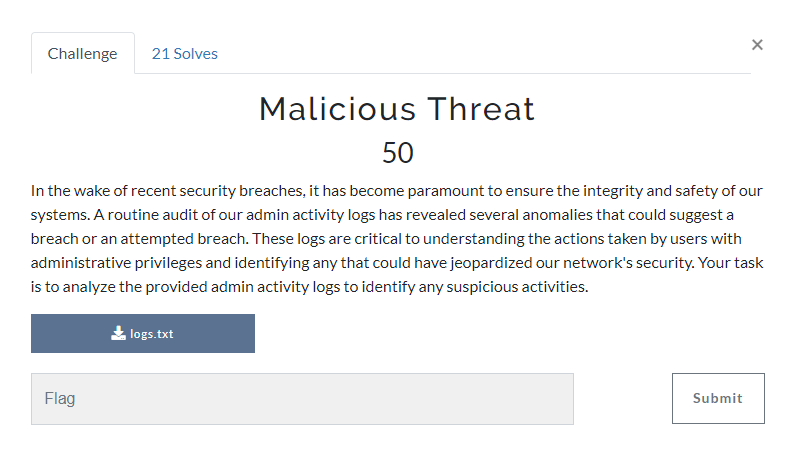 Challenge
21 Solves
×
Malicious Threat
50
In the wake of recent security breaches, it has become paramount to ensure the integrity and safety of our
systems. A routine audit of our admin activity logs has revealed several anomalies that could suggest a
breach or an attempted breach. These logs are critical to understanding the actions taken by users with
administrative privileges and identifying any that could have jeopardized our network's security. Your task
is to analyze the provided admin activity logs to identify any suspicious activities.
logs.txt
Flag
Submit